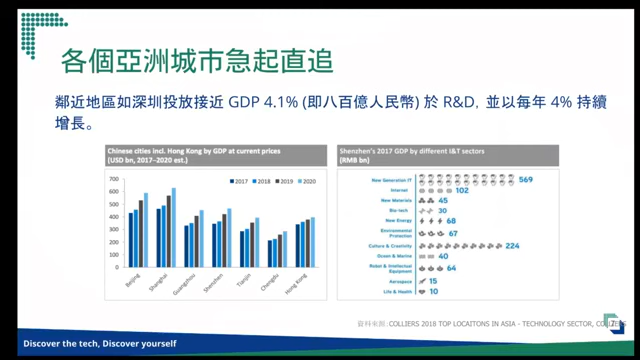 各個亞洲城市急起直追
鄰近地區如深圳投放接近 GDP 4.1% (即八百億人民幣) 於 R&D, 並以每年 4% 持續
增長。
Chinese cities incl. Hong Kong by GDP at current prices
(USD bn, 2017–2020 est.)
2017 2018 2019 2020
700
600
500
400
300
200
100
0
Beijing
Shanghai
Guangzhou
Shenzhen
Tianjin
Chengdu
Hong Kong
Shenzhen's 2017 GDP by different I&T sectors
(RMB bn)
New Generation IT 569
Internet 102
New Materials 45
Bio tech 30
New Energy 68
Environmental
Protection 67
Culture & Creativity 224
Ocean & Marine 40
Robot & Intellectual
Equipment 64
Aerospace 15
Life & Health 10
資料來源:COLLIERS 2018 TOP LOCAITONS IN ASIA - TECHNOLOGY SECTOR, COLLIERS
Discover the tech, Discover yourself